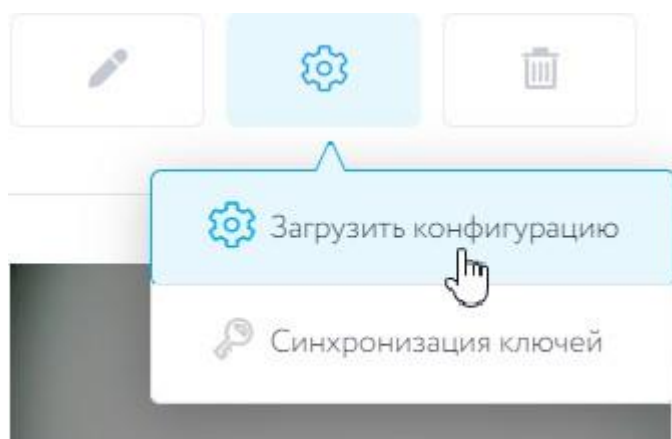 Загрузить конфигурацию
Синхронизация ключей